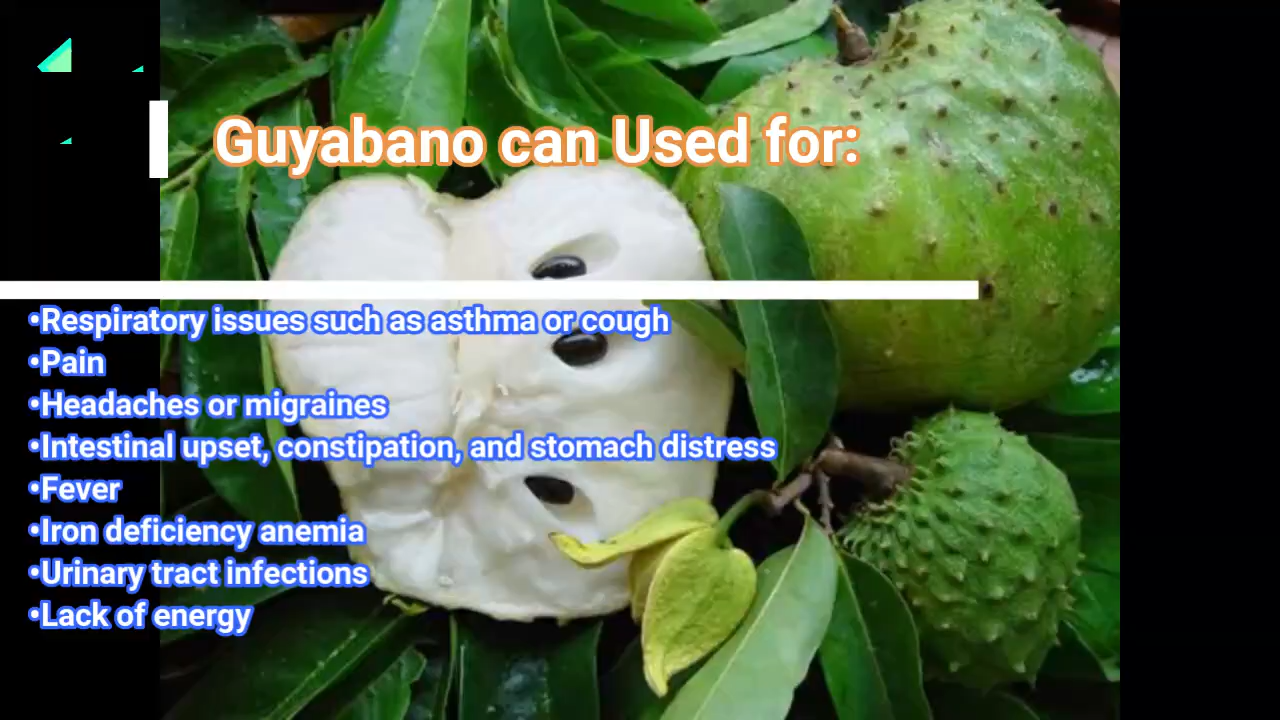 Guyabano can Used for:
•Respiratory issues such as asthma or cough
•Pain
•Headaches or migraines
•Intestinal upset, constipation, and stomach distress
•Fever
•Iron deficiency anemia
•Urinary tract infections
•Lack of energy